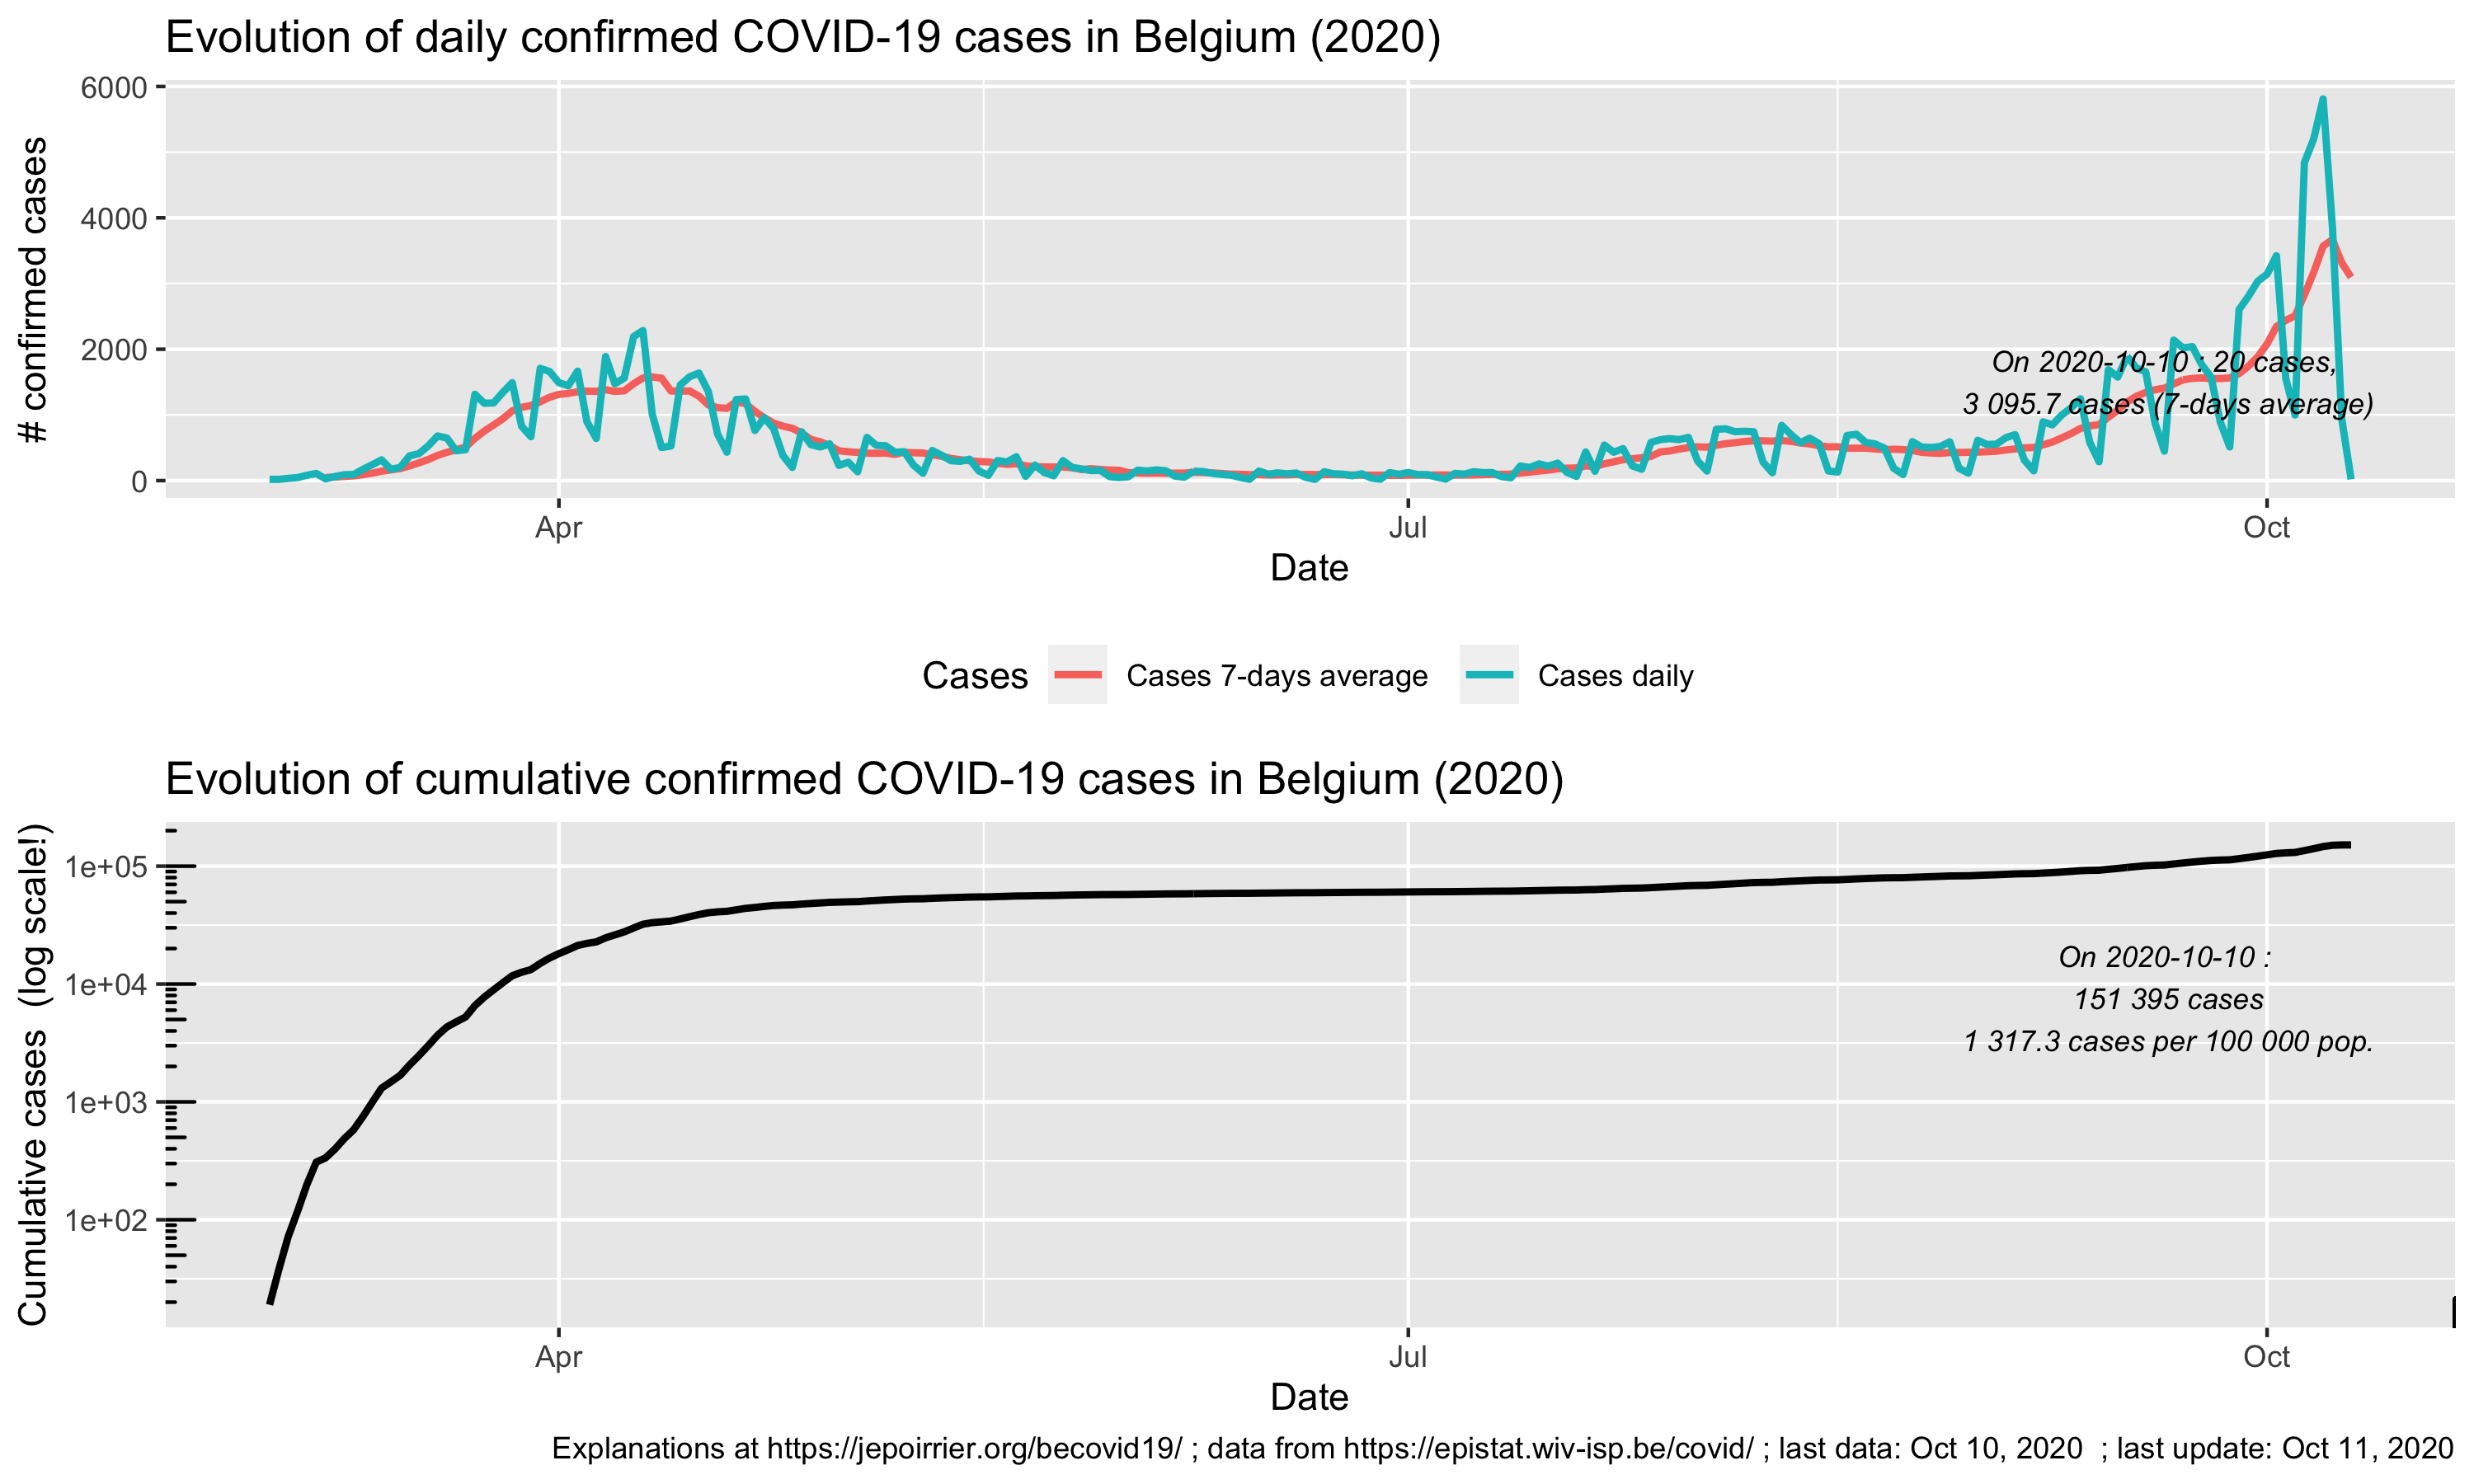 Evolution of daily confirmed COVID-19 cases in Belgium (2020)
# confirmed cases
6000
4000
2000
0
On 2020-10-10 : 20 cases,
3 095.7 cases (7-days average)
Apr Jul Oct
Date
Cases Cases 7-days average Cases daily
Evolution of cumulative confirmed COVID-19 cases in Belgium (2020)
Cumulative cases (log scale!)
1e+05
1e+04
1e+03
1e+02
On 2020-10-10 :
151 395 cases
1 317.3 cases per 100 000 pop.
Apr Jul Oct
Date
Explanations at https://jepoirrier.org/becovid19/ ; data from https://epistat.wiv-isp.be/covid/ ; last data: Oct 10, 2020 ; last update: Oct 11, 2020